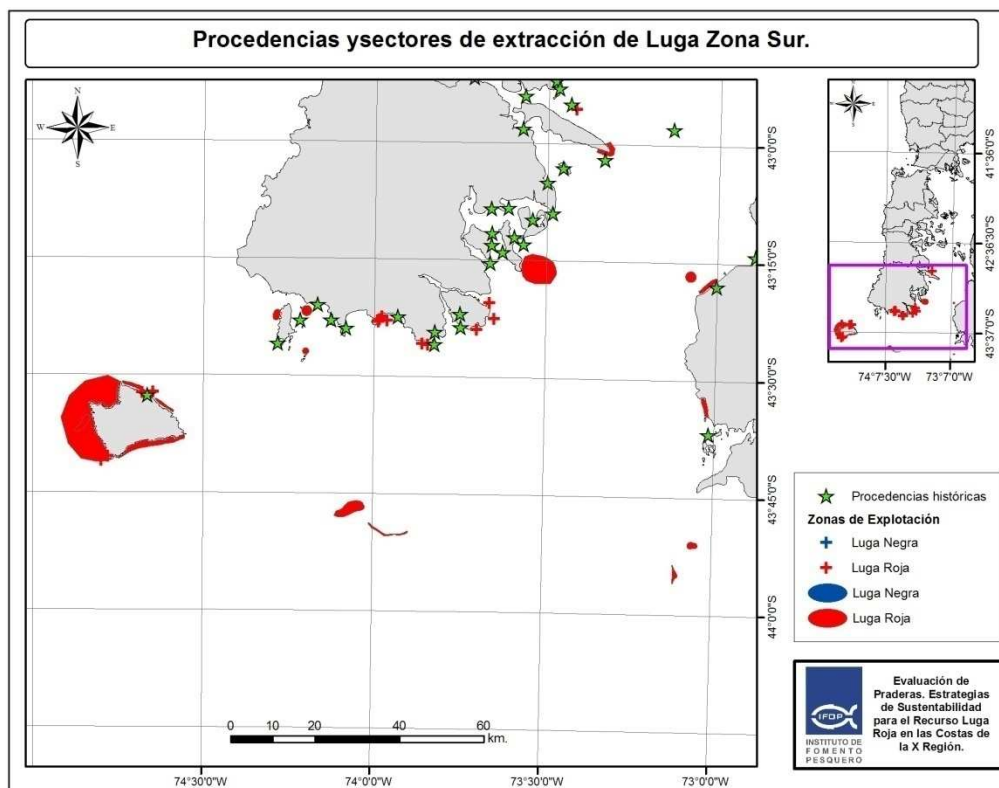 Procedencias ysectores de extracción de Luga Zona Sur.
N
W
E
S
43°0'0"S
43°15'0"S
43°30'0"S
43°45'0"S
44°0'0"S
0
10
20
40
60
km.
74°30'0"W
74°0'0"W
73°30'0"W
73°0'0"W
N
W
E
S
41°36'0"S
42°36'30"S
43°37'0"S
74°7'30"W
73°7'0"W
Procedencias históricas
Zonas de Explotación
Luga Negra
Luga Roja
Luga Negra
Luga Roja
IFOP
INSTITUTO DE
FOMENTO
PESQUERO
Evaluación de
Praderas. Estrategias
de Sustentabilidad
para el Recurso Luga
Roja en las Costas de
la X Región.